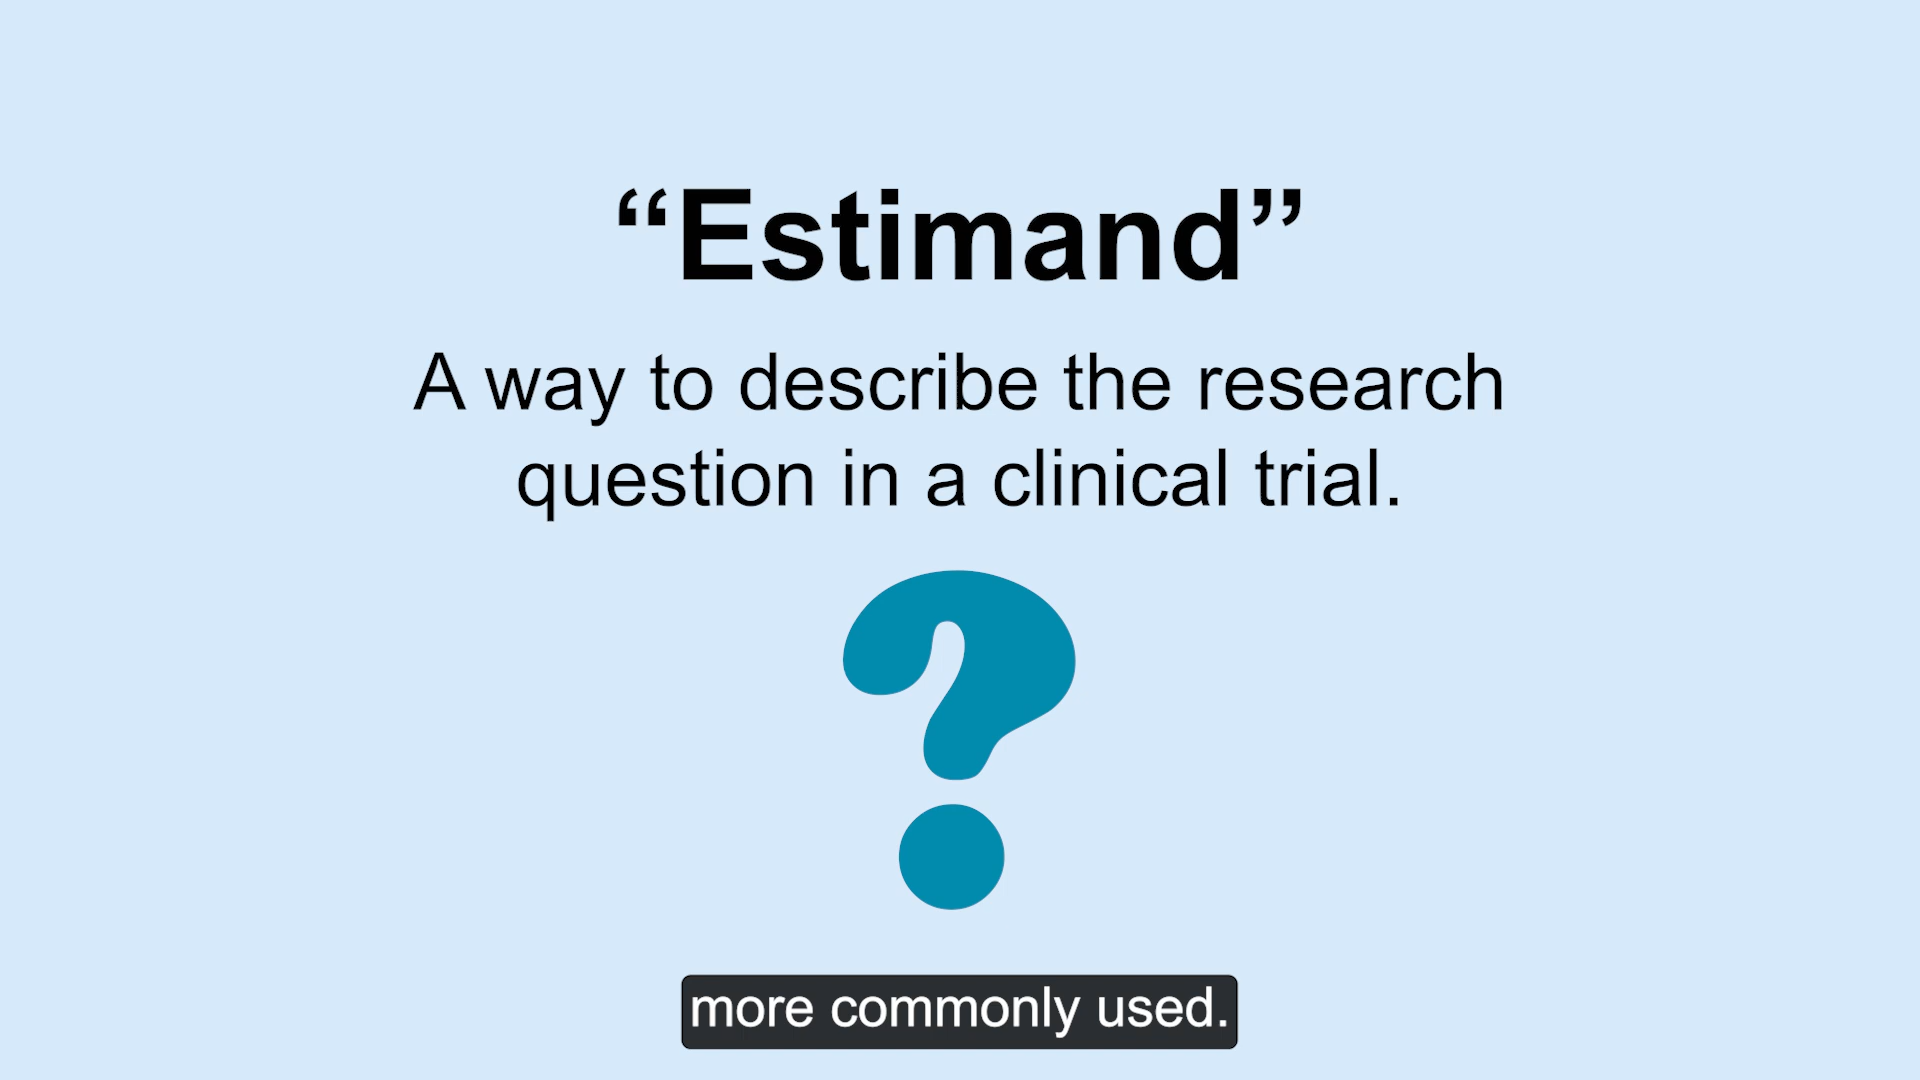 “Estimand”
A way to describe the research
question in a clinical trial.
?
more commonly used.